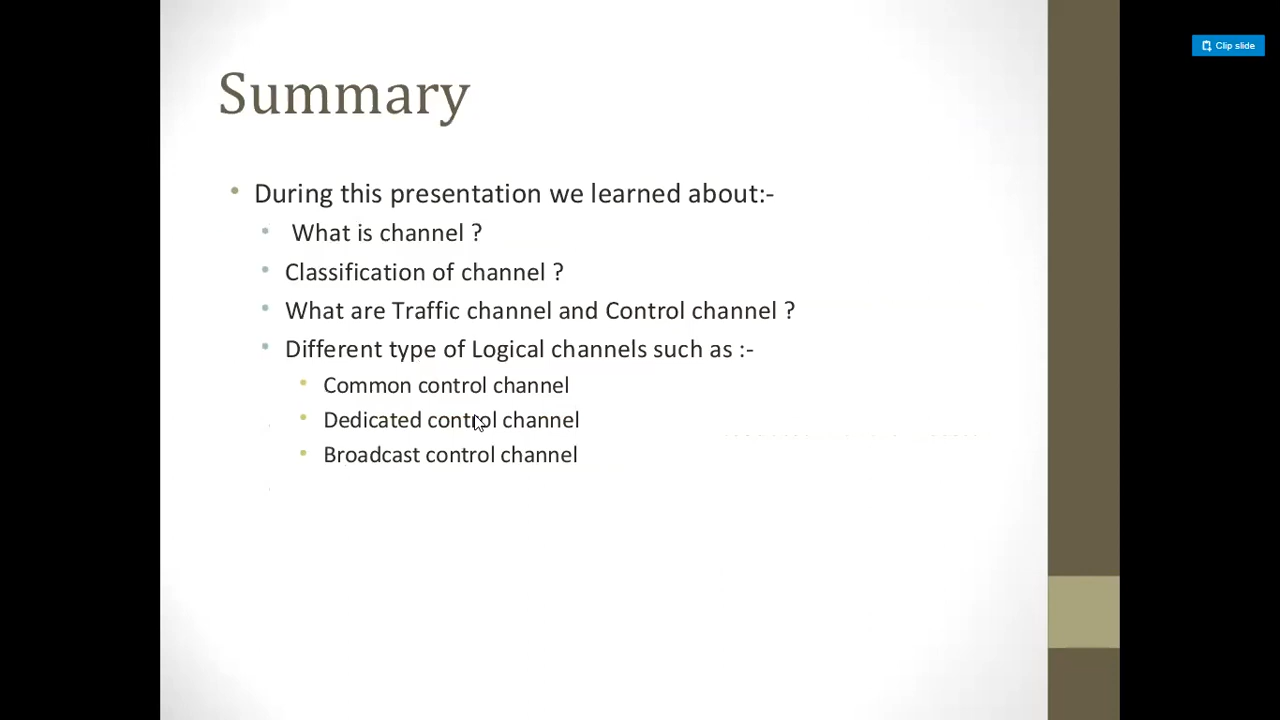 Clip slide
Summary
• During this presentation we learned about:-
• What is channel ?
• Classification of channel ?
• What are Traffic channel and Control channel ?
• Different type of Logical channels such as :-
• Common control channel
• Dedicated control channel
• Broadcast control channel